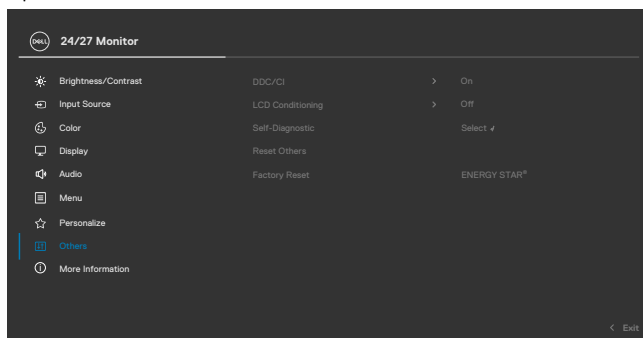 DELL 24/27 Monitor
Brightness/Contrast DDC/CI > On
Input Source LCD Conditioning > Off
Color Self-Diagnostic Select
Display Reset Others
Audio Factory Reset ENERGY STAR®
Menu
Personalize
Others
More Information
< Exit